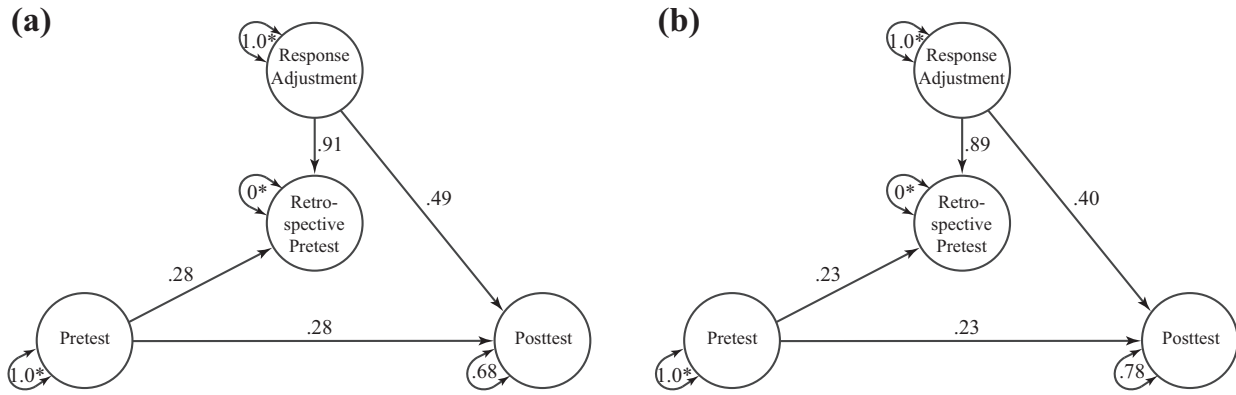 (a)
1.0*
Response
Adjustment
.91
.49
0*
Retro-
spective
Pretest
.28
Pretest
.28
Posttest
1.0*
.68
(b)
1.0*
Response
Adjustment
.89
.40
0*
Retro-
spective
Pretest
.23
Pretest
.23
Posttest
1.0*
.78